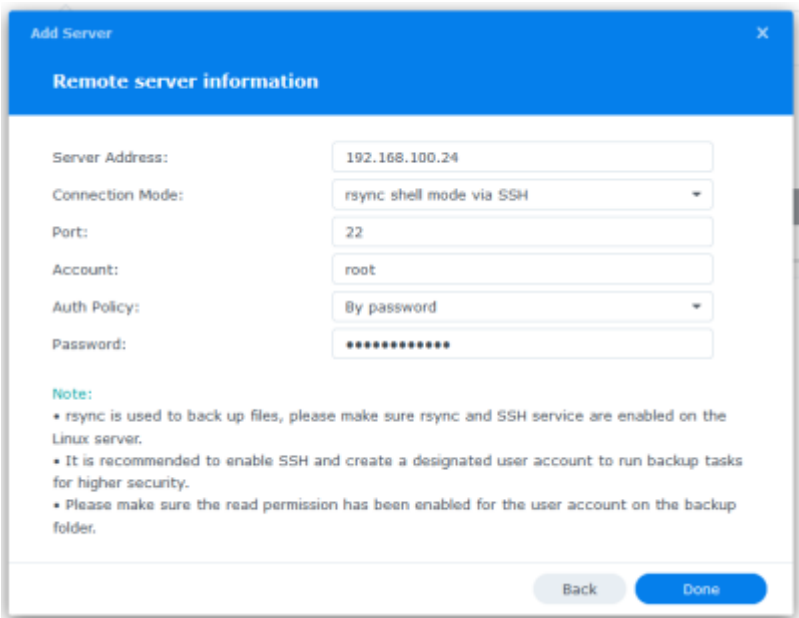 Add Server
Remote server information
Server Address: 192.168.100.24
Connection Mode: rsync shell mode via SSH
Port: 22
Account: root
Auth Policy: By password
Password: ••••••••••••
Note:
• rsync is used to back up files, please make sure rsync and SSH service are enabled on the
Linux server.
• It is recommended to enable SSH and create a designated user account to run backup tasks
for higher security.
• Please make sure the read permission has been enabled for the user account on the backup
folder.
Back Done